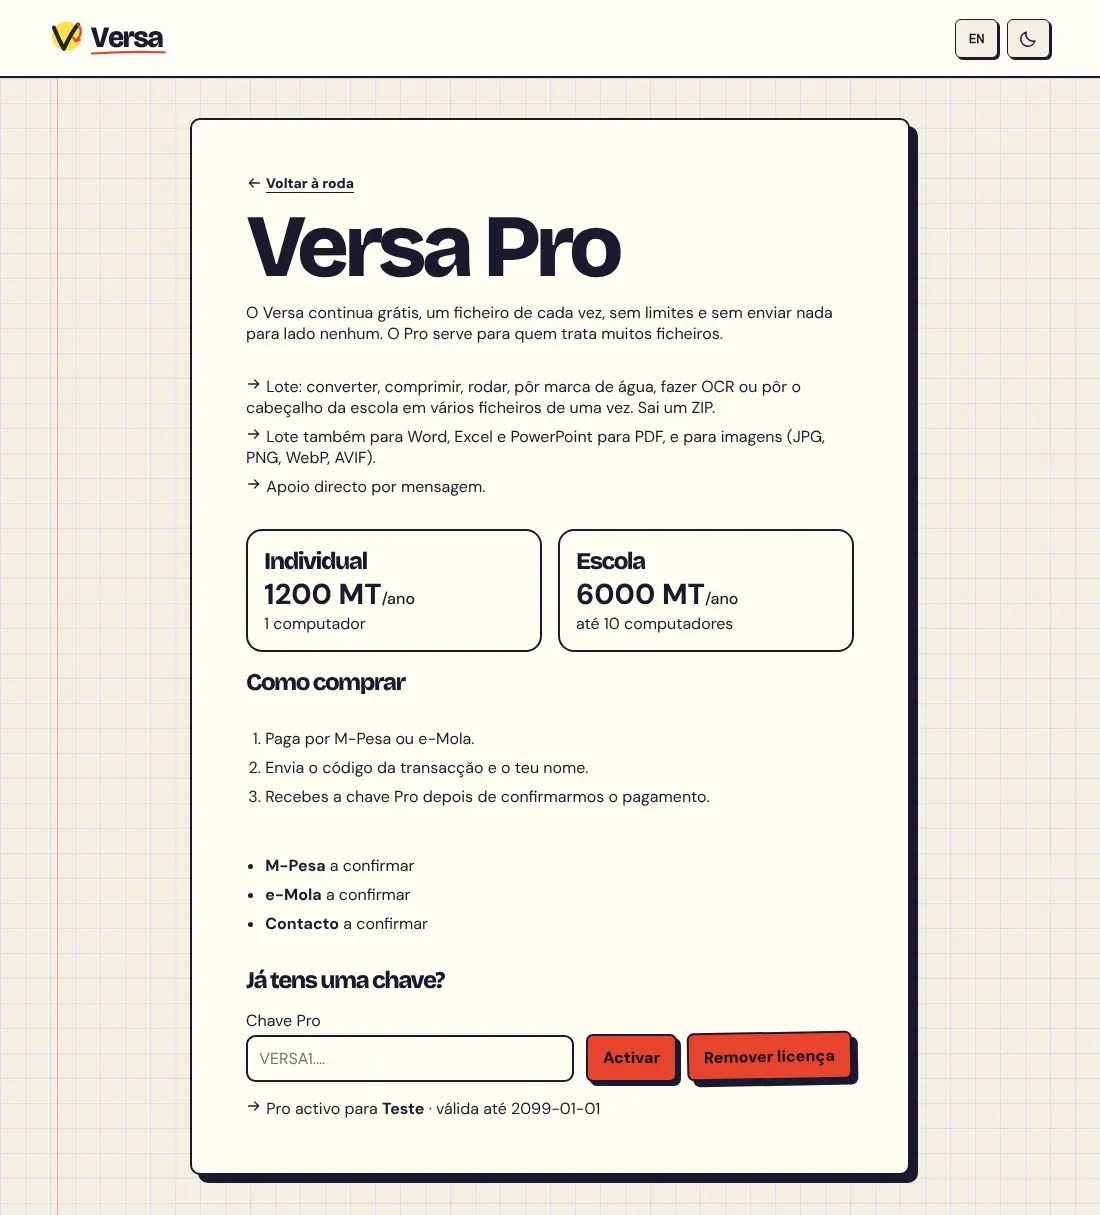 Versa
EN
← Voltar à roda
Versa Pro
O Versa continua grátis, um ficheiro de cada vez, sem limites e sem enviar nada
para lado nenhum. O Pro serve para quem trata muitos ficheiros.
→ Lote: converter, comprimir, rodar, pôr marca de água, fazer OCR ou pôr o
cabeçalho da escola em vários ficheiros de uma vez. Sai um ZIP.
→ Lote também para Word, Excel e PowerPoint para PDF, e para imagens (JPG,
PNG, WebP, AVIF).
→ Apoio directo por mensagem.
Individual
1200 MT/ano
1 computador
Escola
6000 MT/ano
até 10 computadores
Como comprar
1. Paga por M-Pesa ou e-Mola.
2. Envia o código da transacção e o teu nome.
3. Recebes a chave Pro depois de confirmarmos o pagamento.
• M-Pesa a confirmar
• e-Mola a confirmar
• Contacto a confirmar
Já tens uma chave?
Chave Pro
VERSA1....
Activar
Remover licença
→ Pro activo para Teste · válida até 2099-01-01